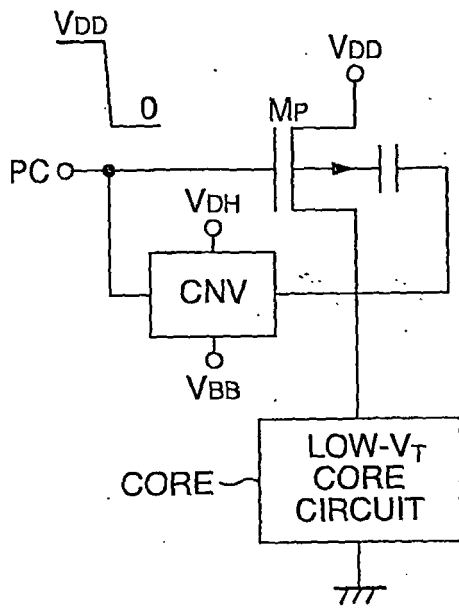 VDD
0
VDD
MP
PC
VDH
CNV
VBB
LOW-VT
CORE
CIRCUIT
CORE